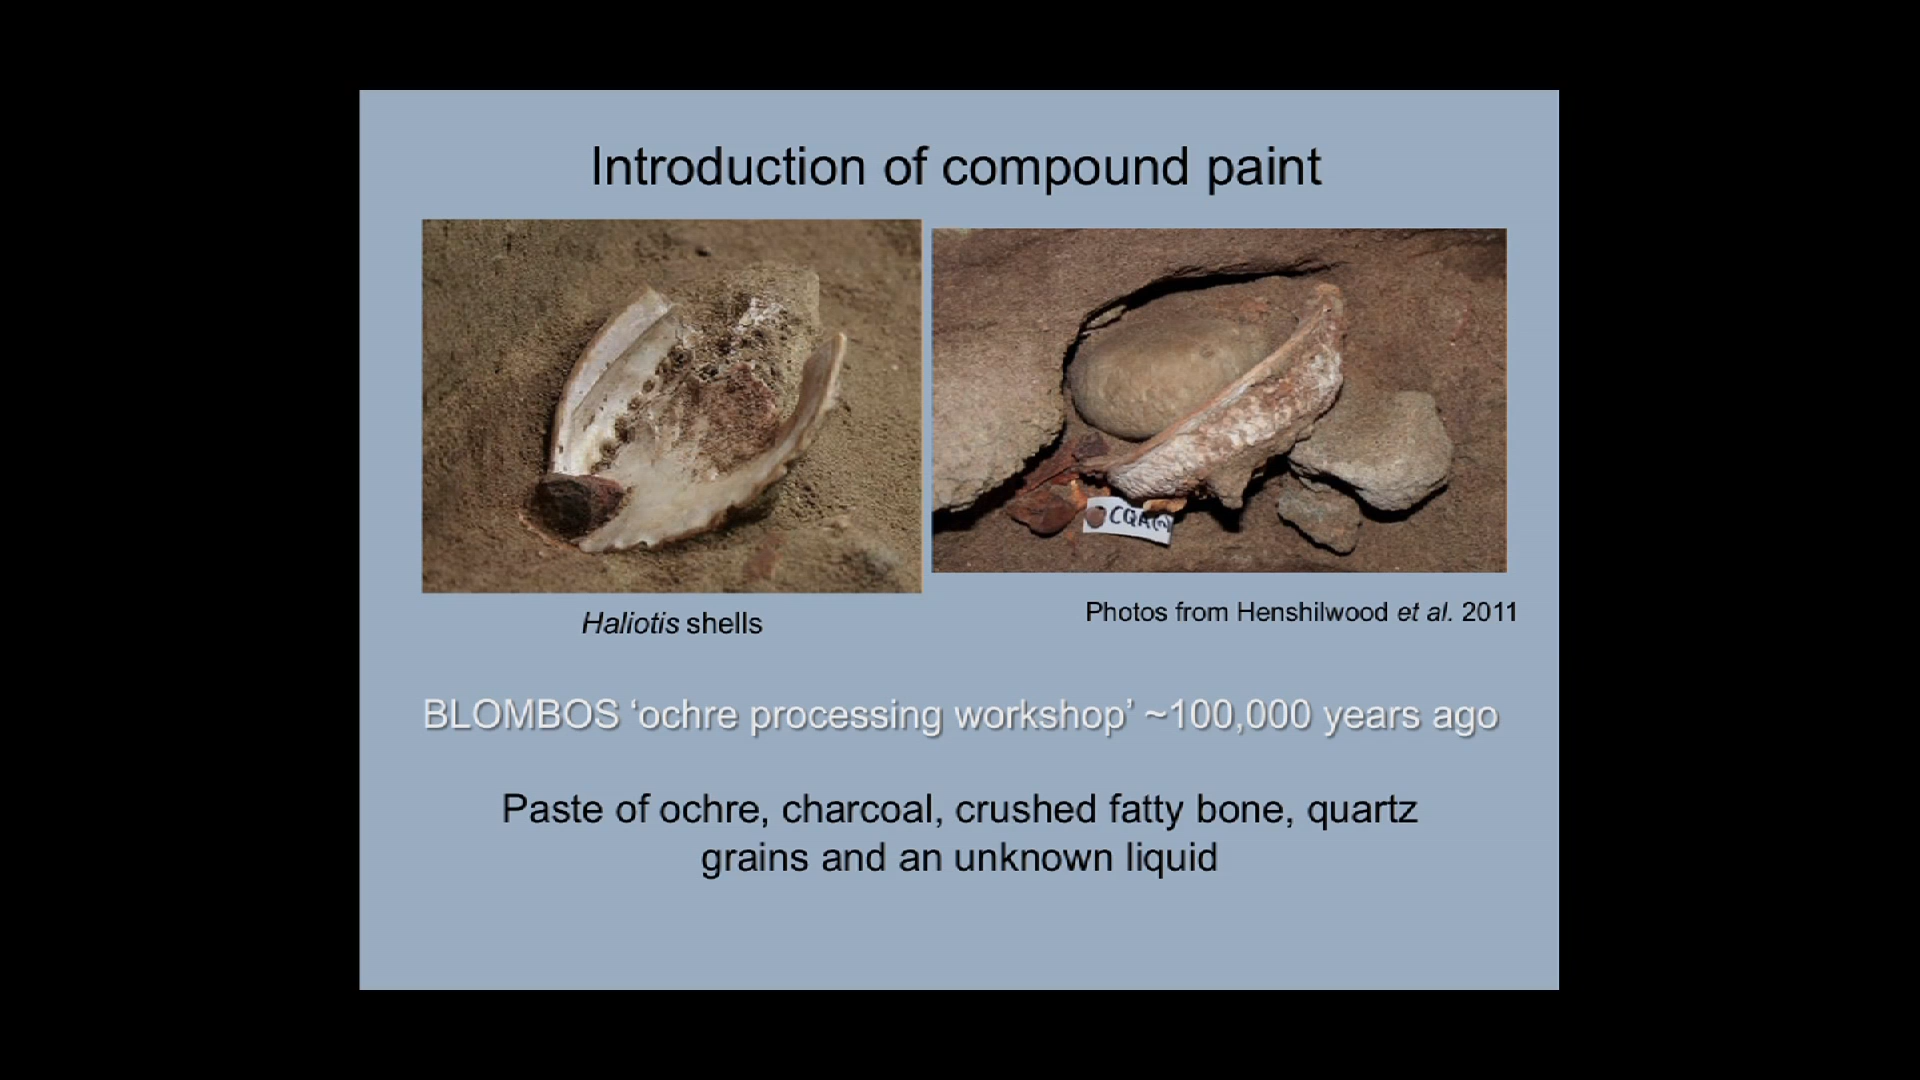 Introduction of compound paint
CQA(
Haliotis shells
Photos from Henshilwood et al. 2011
BLOMBOS ‘ochre processing workshop’ ~100,000 years ago
Paste of ochre, charcoal, crushed fatty bone, quartz
grains and an unknown liquid